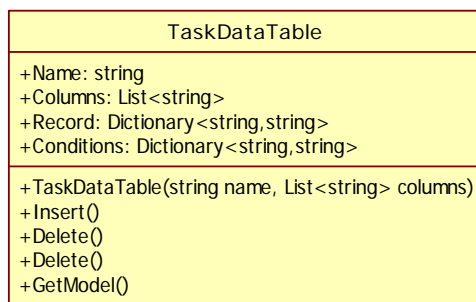 TaskDataTable
+Name: string
+Columns: List<string>
+Record: Dictionary<string,string>
+Conditions: Dictionary<string,string>
+TaskDataTable(string name, List<string> columns)
+Insert()
+Delete()
+Delete()
+GetModel()